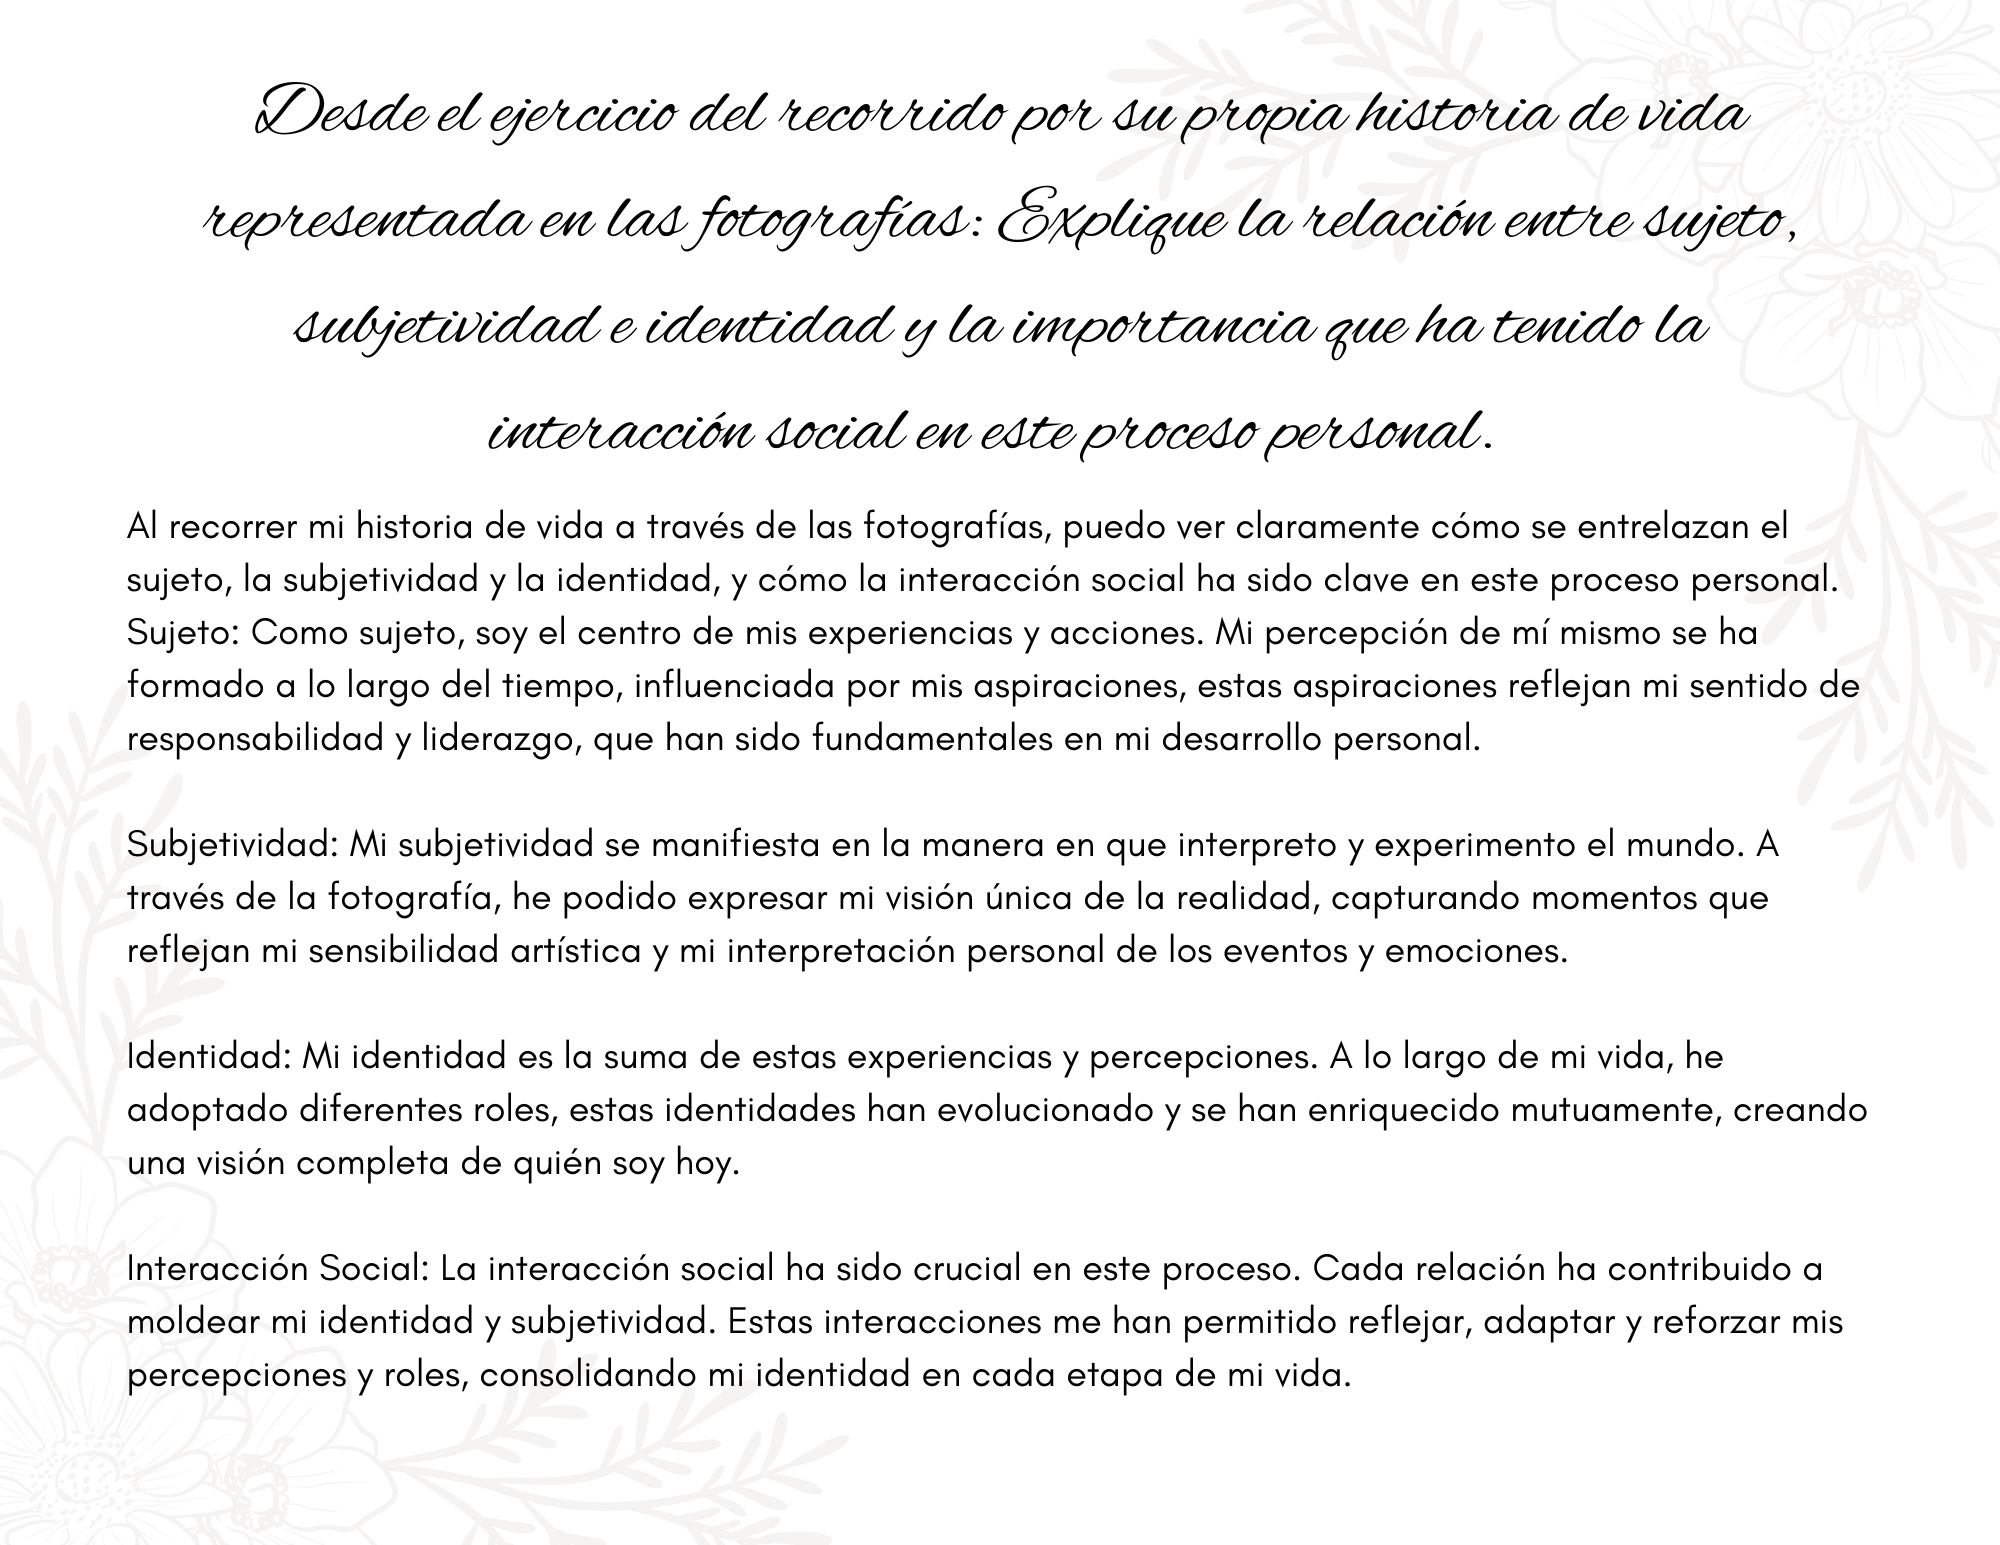 Desde el ejercicio del recorrido por su propia historia de vida
representada en las fotografías: Explique la relación entre sujeto,
subjetividad e identidad y la importancia que ha tenido la
interacción social en este proceso personal.
Al recorrer mi historia de vida a través de las fotografías, puedo ver claramente cómo se entrelazan el
sujeto, la subjetividad y la identidad, y cómo la interacción social ha sido clave en este proceso personal.
Sujeto: Como sujeto, soy el centro de mis experiencias y acciones. Mi percepción de mí mismo se ha
formado a lo largo del tiempo, influenciada por mis aspiraciones, estas aspiraciones reflejan mi sentido de
responsabilidad y liderazgo, que han sido fundamentales en mi desarrollo personal.
Subjetividad: Mi subjetividad se manifiesta en la manera en que interpreto y experimento el mundo. A
través de la fotografía, he podido expresar mi visión única de la realidad, capturando momentos que
reflejan mi sensibilidad artística y mi interpretación personal de los eventos y emociones.
Identidad: Mi identidad es la suma de estas experiencias y percepciones. A lo largo de mi vida, he
adoptado diferentes roles, estas identidades han evolucionado y se han enriquecido mutuamente, creando
una visión completa de quién soy hoy.
Interacción Social: La interacción social ha sido crucial en este proceso. Cada relación ha contribuido a
moldear mi identidad y subjetividad. Estas interacciones me han permitido reflejar, adaptar y reforzar mis
percepciones y roles, consolidando mi identidad en cada etapa de mi vida.